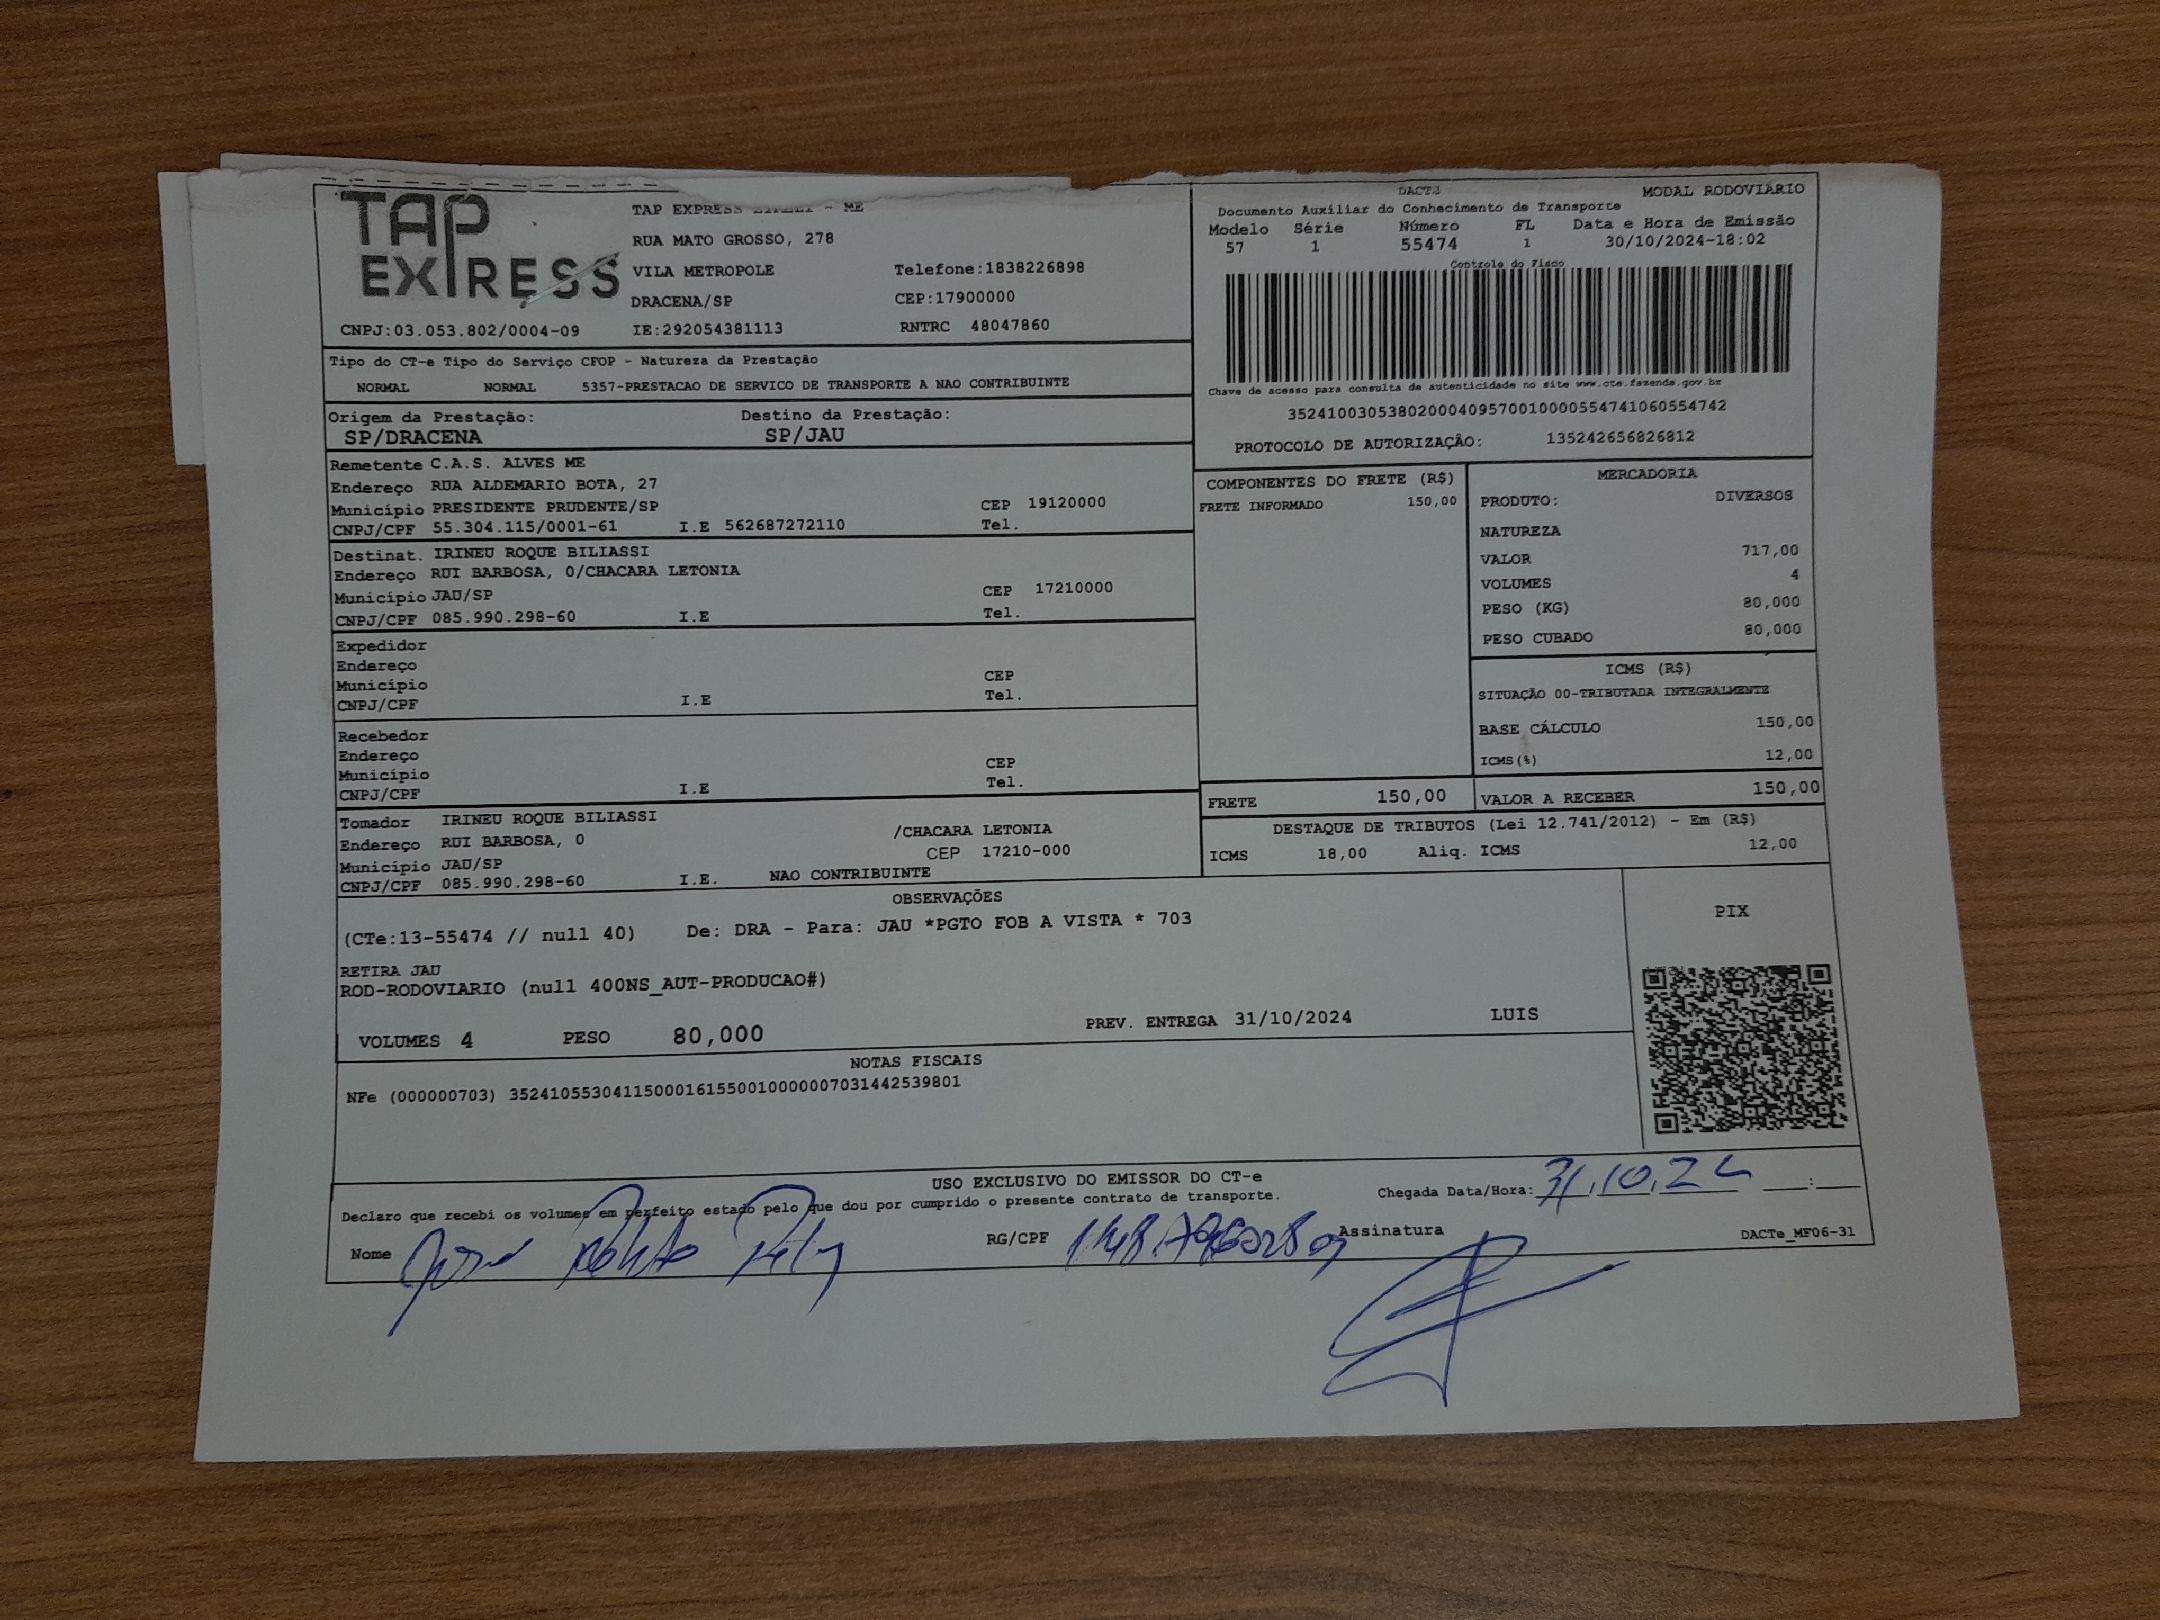 TAP EXPRESS
TAP EXPRESS EIRELI - ME
RUA MATO GROSSO, 278
VILA METROPOLE Telefone:1838226898
DRACENA/SP CEP:17900000
CNPJ:03.053.802/0004-09 IE:292054381113 RNTRC 48047860
DACTE MODAL RODOVIÁRIO
Documento Auxiliar do Conhecimento de Transporte
Modelo Série Número FL Data e Hora de Emissão
57 1 55474 1 30/10/2024-18:02
Controle do Fisco
Chave de acesso para consulta de autenticidade no site www.cte.fazenda.gov.br
35241003053802000409570010000554741060554742
PROTOCOLO DE AUTORIZAÇÃO: 135242656826812
Tipo do CT-e Tipo do Serviço CFOP - Natureza da Prestação
NORMAL NORMAL 5357-PRESTACAO DE SERVICO DE TRANSPORTE A NAO CONTRIBUINTE
Origem da Prestação: Destino da Prestação:
SP/DRACENA SP/JAU
Remetente C.A.S. ALVES ME
Endereço RUA ALDEMARIO BOTA, 27
Município PRESIDENTE PRUDENTE/SP CEP 19120000
CNPJ/CPF 55.304.115/0001-61 I.E 562687272110 Tel.
Destinat. IRINEU ROQUE BILIASSI
Endereço RUI BARBOSA, 0/CHACARA LETONIA
Município JAU/SP CEP 17210000
CNPJ/CPF 085.990.298-60 I.E Tel.
Expedidor
Endereço
Município CEP
CNPJ/CPF I.E Tel.
Recebedor
Endereço
Município CEP
CNPJ/CPF I.E Tel.
Tomador IRINEU ROQUE BILIASSI
Endereço RUI BARBOSA, 0 /CHACARA LETONIA
Município JAU/SP CEP 17210-000
CNPJ/CPF 085.990.298-60 I.E. NAO CONTRIBUINTE
COMPONENTES DO FRETE (R$)
FRETE INFORMADO 150,00
MERCADORIA
PRODUTO: DIVERSOS
NATUREZA
VALOR 717,00
VOLUMES 4
PESO (KG) 80,000
PESO CUBADO 80,000
ICMS (R$)
SITUAÇÃO 00-TRIBUTADA INTEGRALMENTE
BASE CÁLCULO 150,00
ICMS(%) 12,00
FRETE 150,00 VALOR A RECEBER 150,00
DESTAQUE DE TRIBUTOS (Lei 12.741/2012) - Em (R$)
ICMS 18,00 Aliq. ICMS 12,00
OBSERVAÇÕES
(CTe:13-55474 // null 40) De: DRA - Para: JAU *PGTO FOB A VISTA * 703
RETIRA JAU
ROD-RODOVIARIO (null 400NS_AUT-PRODUCAO#)
VOLUMES 4 PESO 80,000 PREV. ENTREGA 31/10/2024 LUIS
PIX
NOTAS FISCAIS
NFe (000000703) 35241055304115000161550010000007031442539801
USO EXCLUSIVO DO EMISSOR DO CT-e
Declaro que recebi os volumes em perfeito estado pelo que dou por cumprido o presente contrato de transporte.
Chegada Data/Hora: 31.10.24 __:__
Nome RG/CPF Assinatura
DACTe_MF06-31